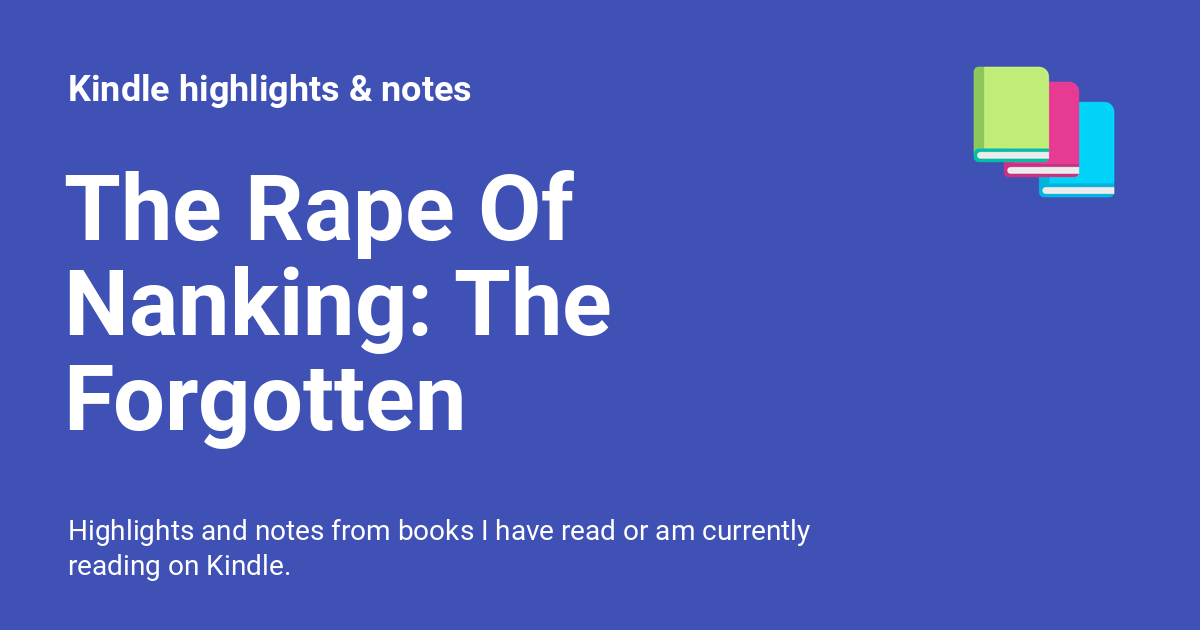 Kindle highlights & notes
The Rape Of
Nanking: The
Forgotten
Highlights and notes from books I have read or am currently
reading on Kindle.